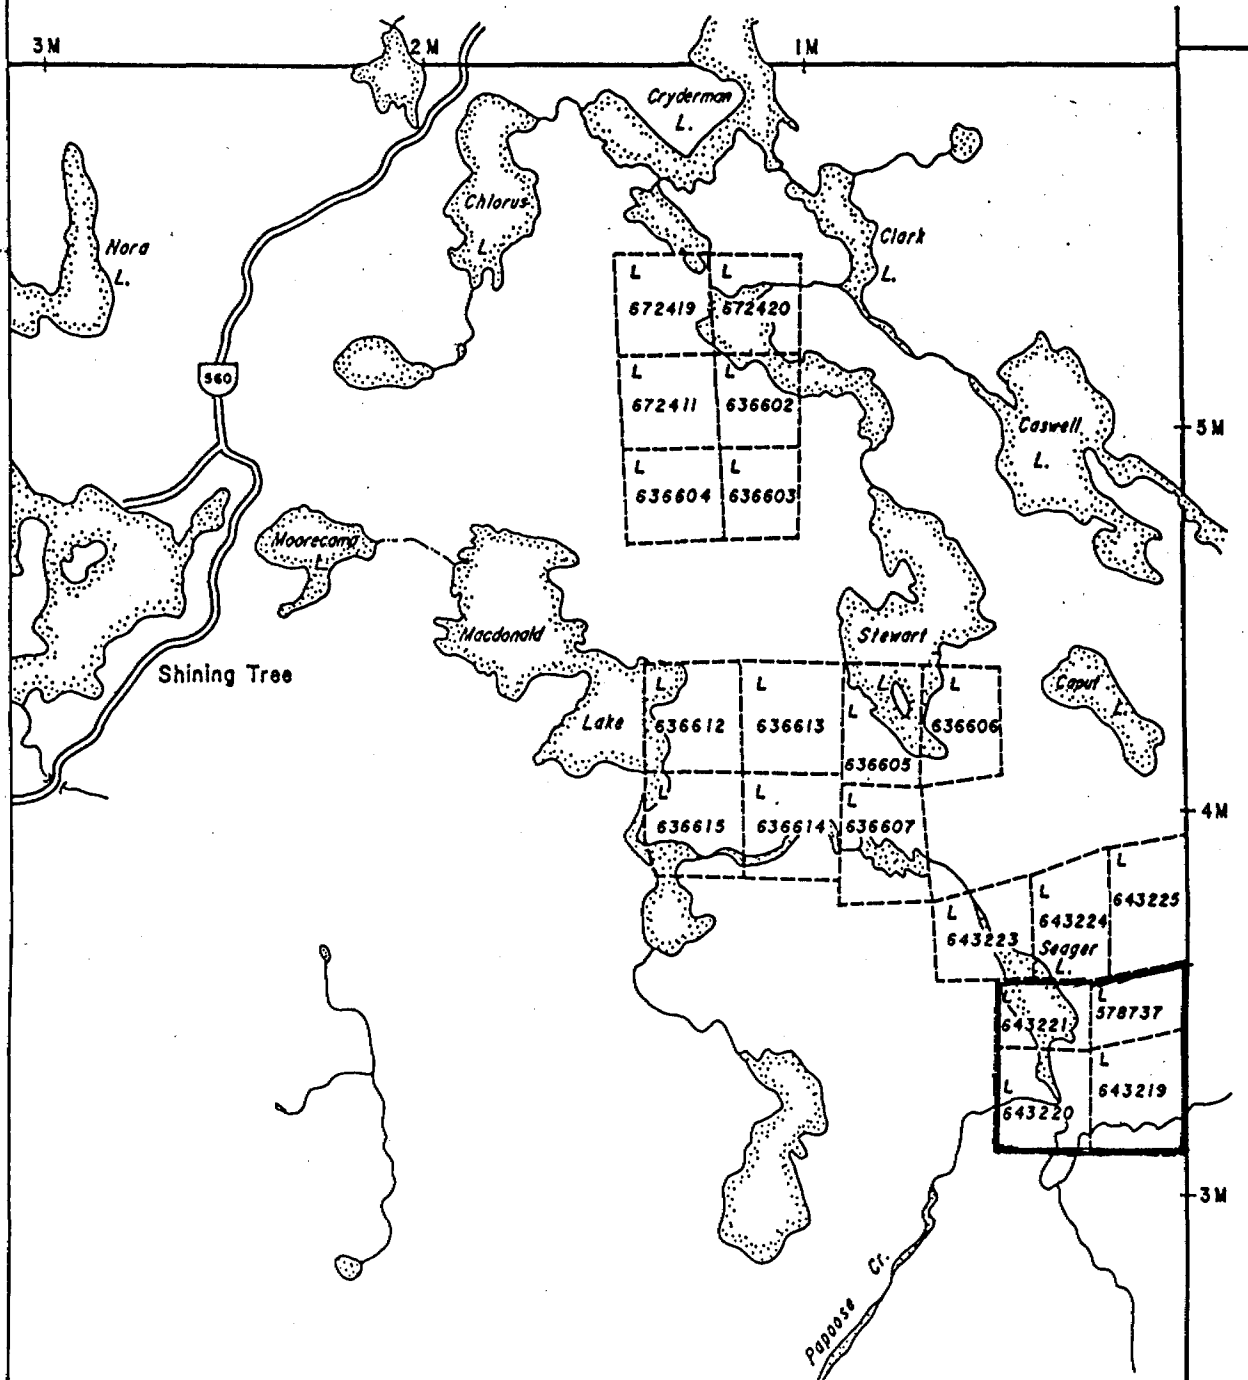 3M
2M
1M
Cryderman
L.
Chlorus
L.
Nora
L.
Clark
L.
L
672419
L
672420
560
L
672411
L
636602
Caswell
L.
5M
L
636604
L
636603
Moorecamp
L.
Macdonald
Stewart
L.
Shining Tree
Caput
L.
Lake
L
636612
L
636613
L
636605
L
636606
L
636615
L
636614
L
636607
4M
L
643225
L
643224
L
643223
Seager
L.
L
643221
L
578737
L
643220
L
643219
3M
Papoose Cr.